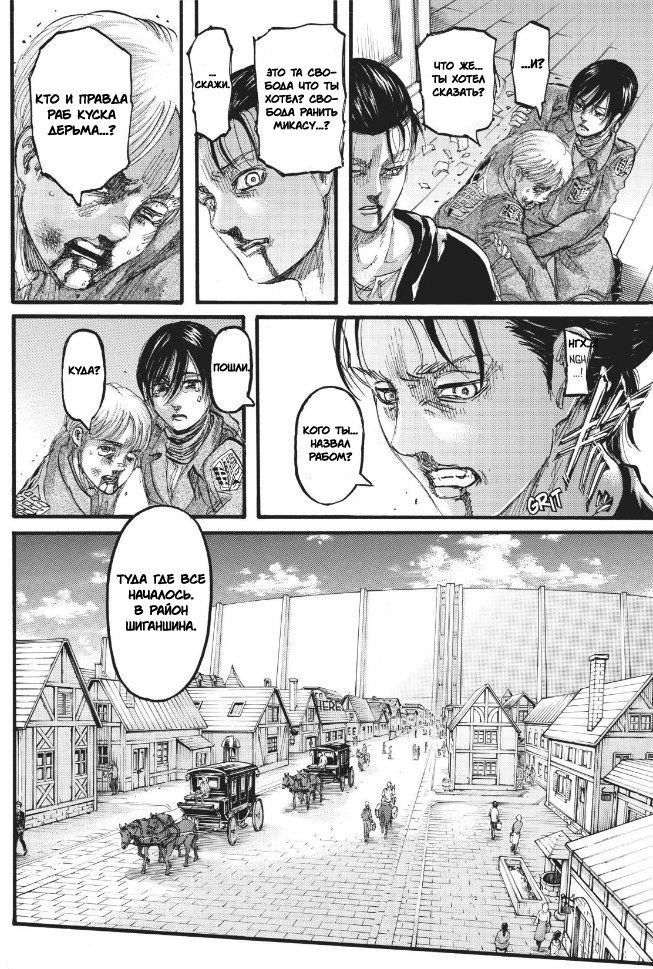 ...И?
ЧТО ЖЕ...
ТЫ ХОТЕЛ
СКАЗАТЬ?
ЭТО ТА СВО-
БОДА ЧТО ТЫ
ХОТЕЛ? СВО-
БОДА РАНИТЬ
МИКАСУ...?
...
СКАЖИ.
КТО И ПРАВДА
РАБ КУСКА
ДЕРЬМА...?
НГХ...
NGH
...!
GRIT
КОГО ТЫ...
НАЗВАЛ
РАБОМ?
ПОШЛИ.
КУДА?
ТУДА ГДЕ ВСЕ
НАЧАЛОСЬ.
В РАЙОН
ШИГАНШИНА.